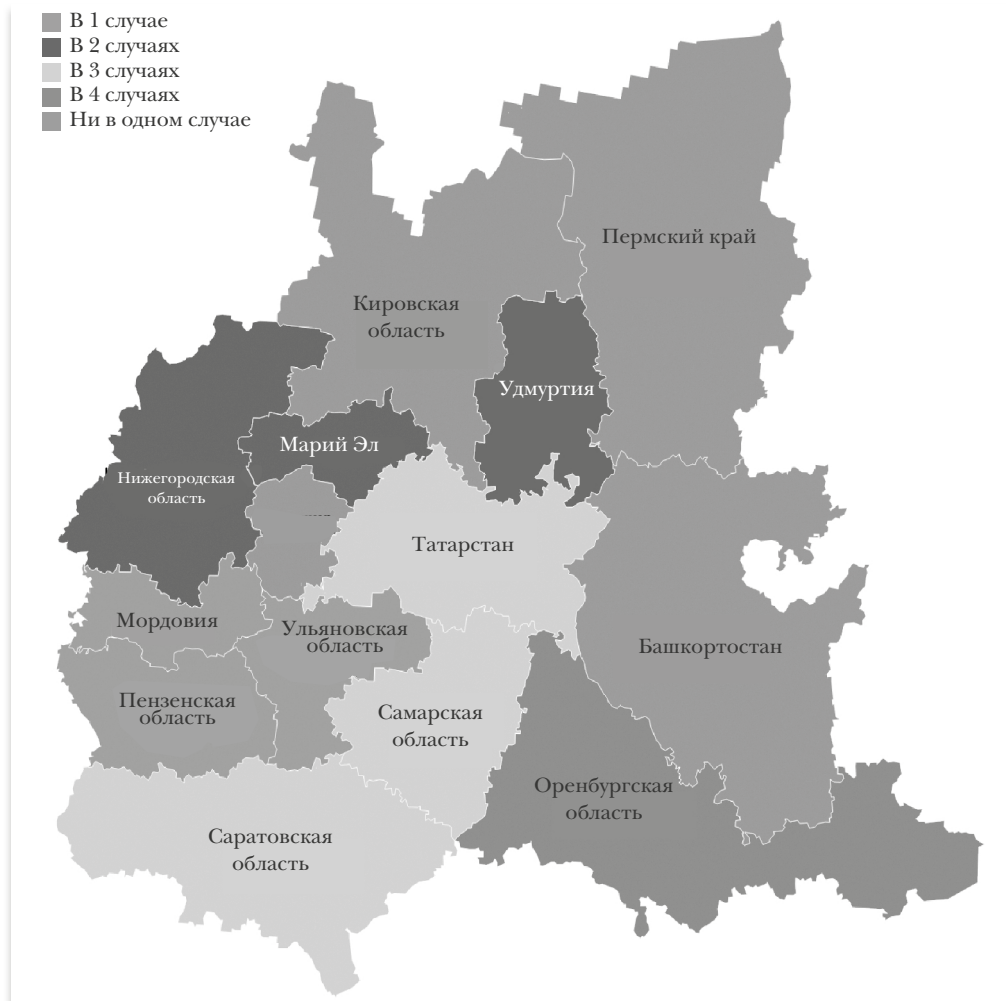 В 1 случае
В 2 случаях
В 3 случаях
В 4 случаях
Ни в одном случае
Пермский край
Кировская
область
Удмуртия
Марий Эл
Нижегородская
область
Татарстан
Мордовия
Ульяновская
область
Башкортостан
Пензенская
область
Самарская
область
Оренбургская
область
Саратовская
область